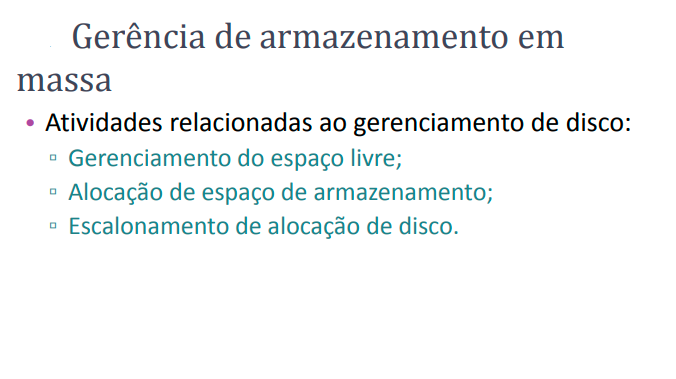 Gerência de armazenamento em
massa
• Atividades relacionadas ao gerenciamento de disco:
▫ Gerenciamento do espaço livre;
▫ Alocação de espaço de armazenamento;
▫ Escalonamento de alocação de disco.